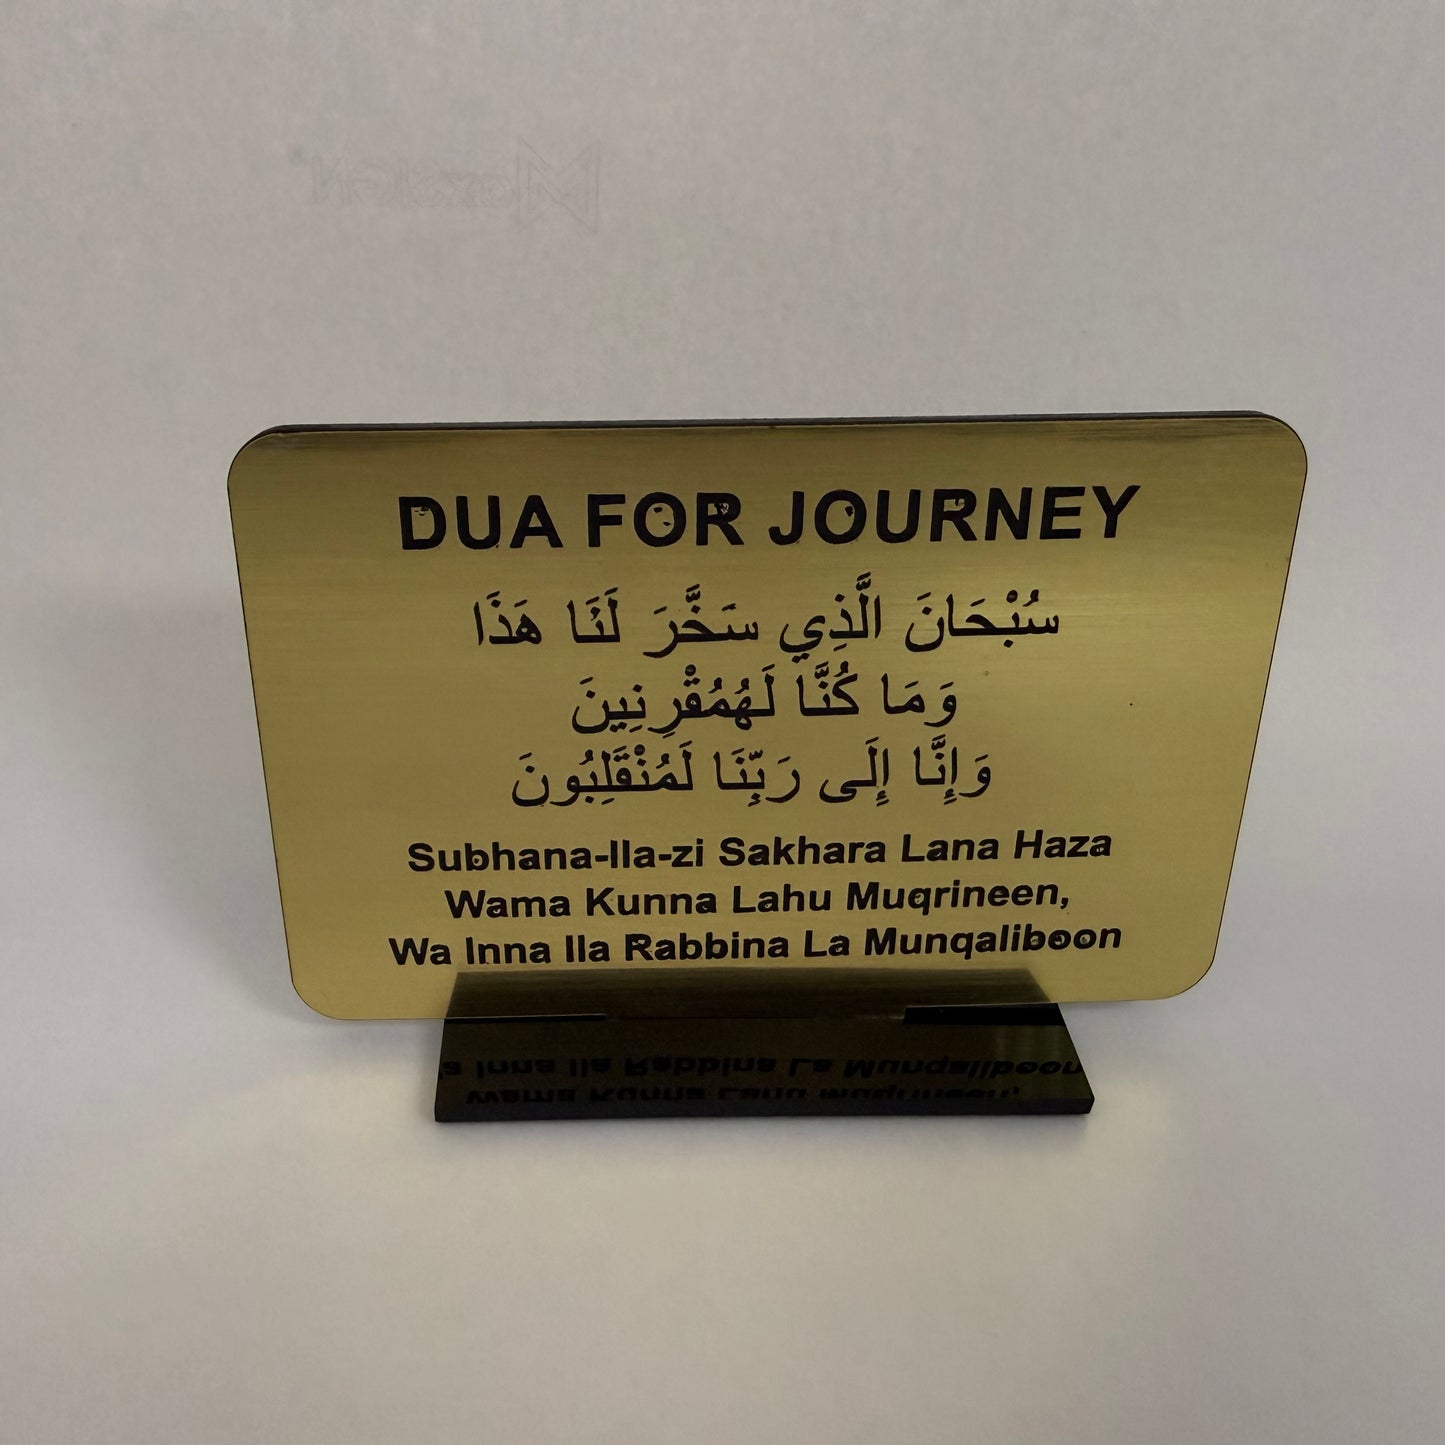 DUA FOR JOURNEY
سُبْحَانَ الَّذِي سَخَّرَ لَنَا هَذَا
وَمَا كُنَّا لَهُمُقْرِنِينَ
وَإِنَّا إِلَى رَبِّنَا لَمُنْقَلِبُونَ
Subhana-lla-zi Sakhara Lana Haza
Wama Kunna Lahu Muqrineen,
Wa Inna Ila Rabbina La Munqaliboon